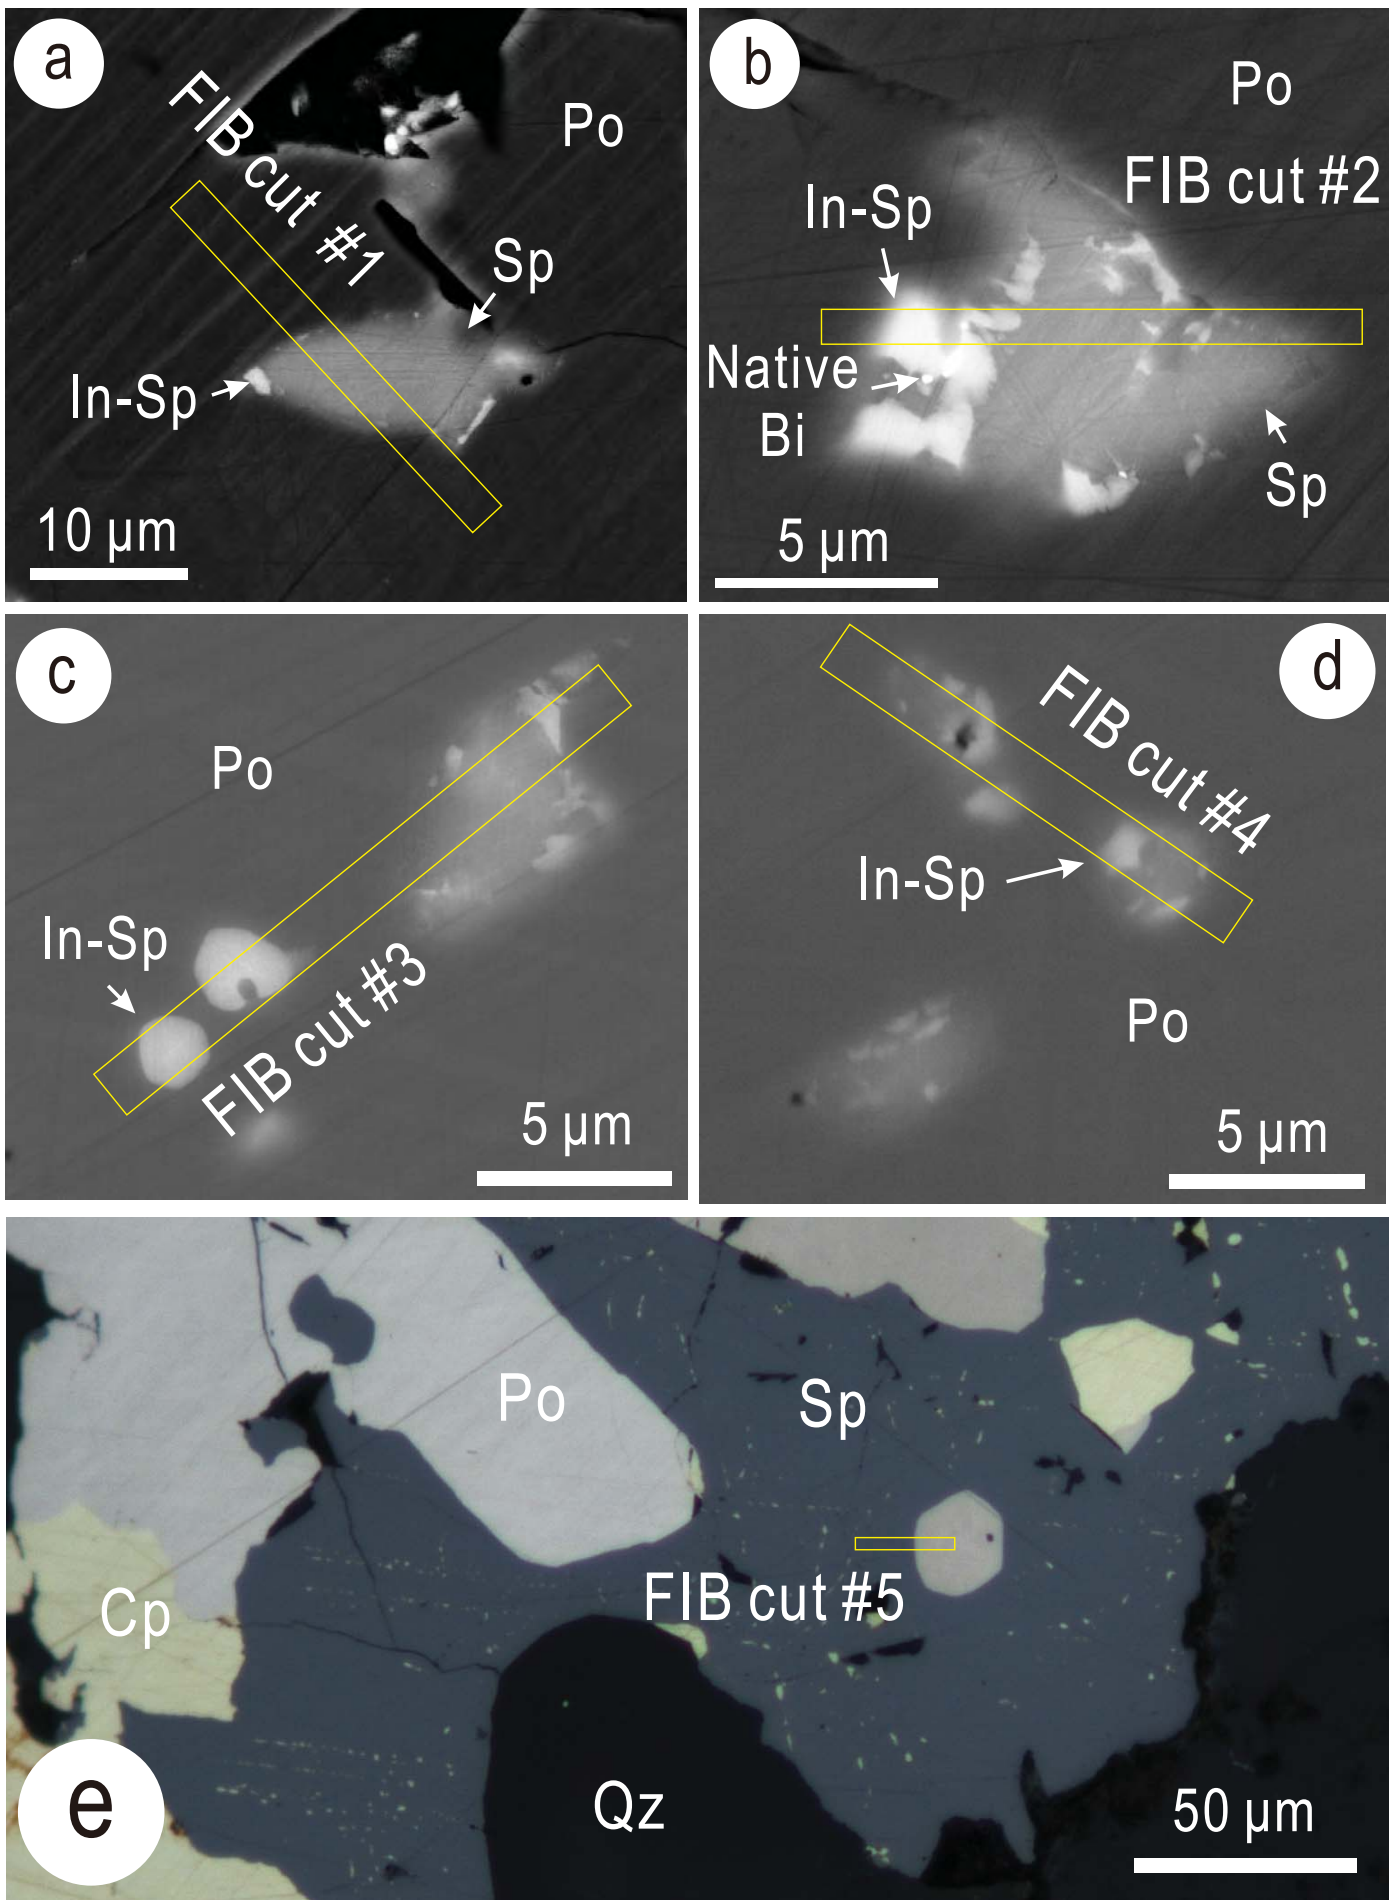 a
FIB cut #1
Po
Sp
In-Sp
10 µm
b
Po
FIB cut #2
In-Sp
Native
Bi
Sp
5 µm
c
Po
In-Sp
FIB cut #3
5 µm
d
FIB cut #4
In-Sp
Po
5 µm
Po
Sp
FIB cut #5
Cp
Qz
e
50 µm